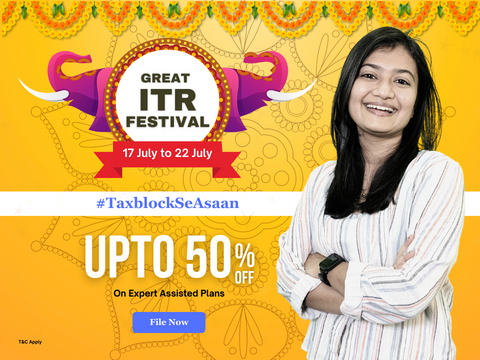 GREAT
ITR
FESTIVAL
17 July to 22 July
#TaxblockSeAsaan
UPTO 50% OFF
On Expert Assisted Plans
File Now
T&C Apply